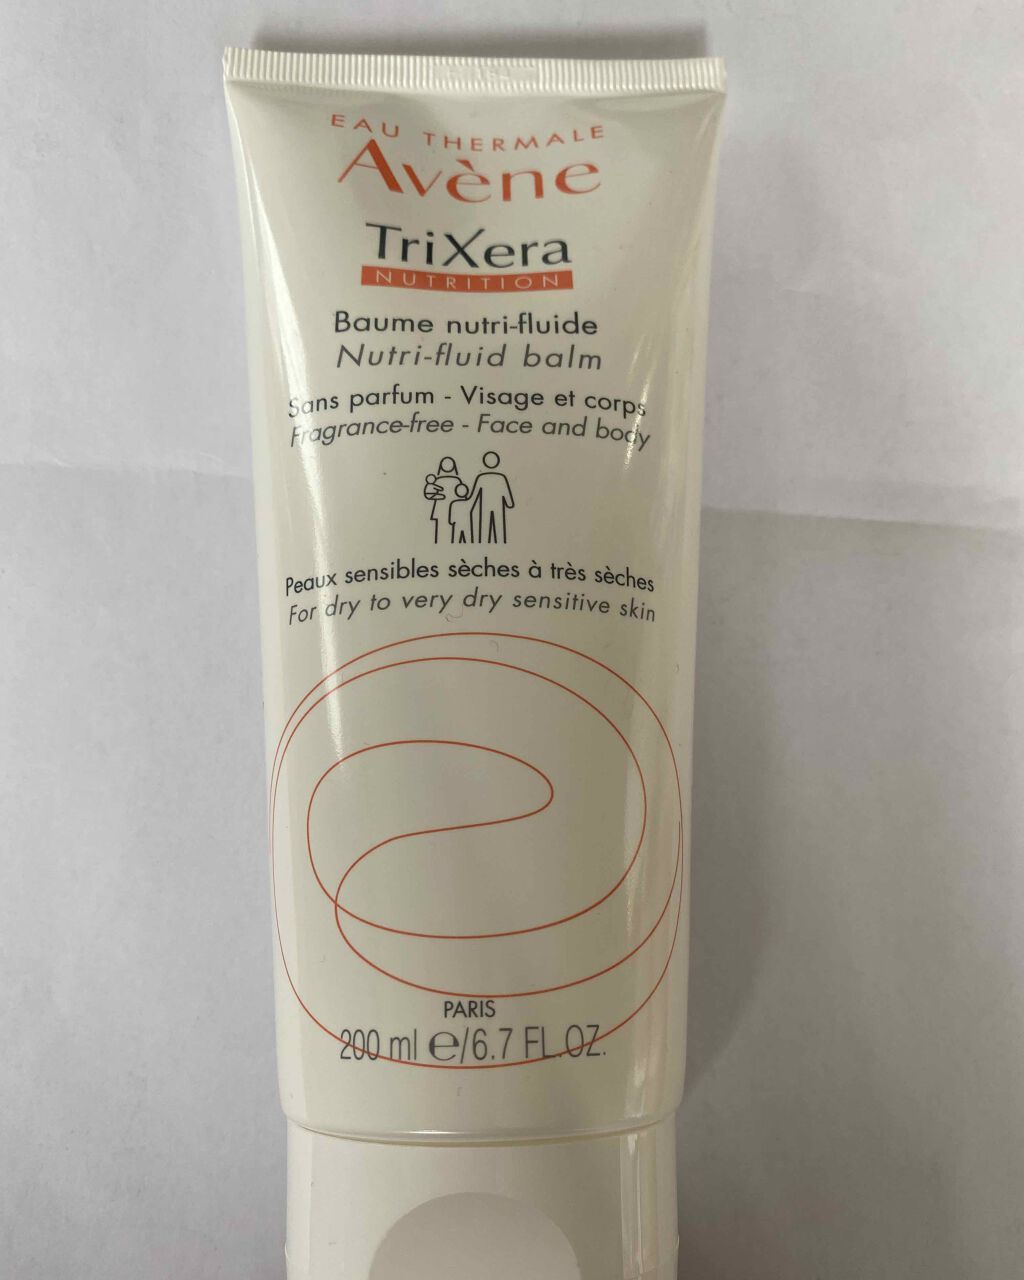 EAU THERMALE
Avène
TriXera
NUTRITION
Baume nutri-fluide
Nutri-fluid balm
Sans parfum - Visage et corps
Fragrance-free - Face and body
Peaux sensibles sèches à très sèches
For dry to very dry sensitive skin
PARIS
200 ml ℮/6.7 FL.OZ.